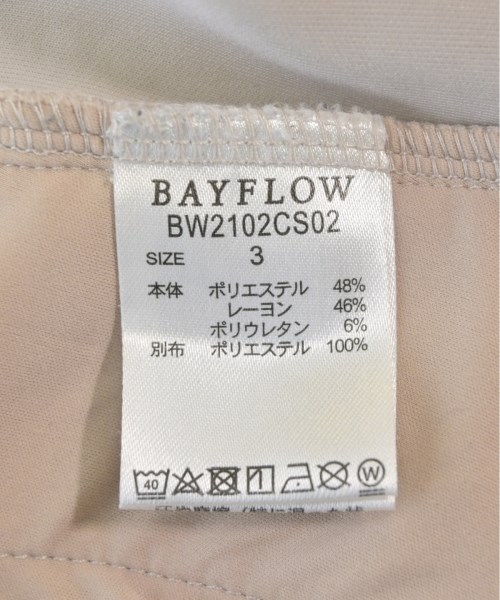 BAYFLOW
BW2102CS02
SIZE 3
本体 ポリエステル 48%
レーヨン 46%
ポリウレタン 6%
別布 ポリエステル 100%
40 W